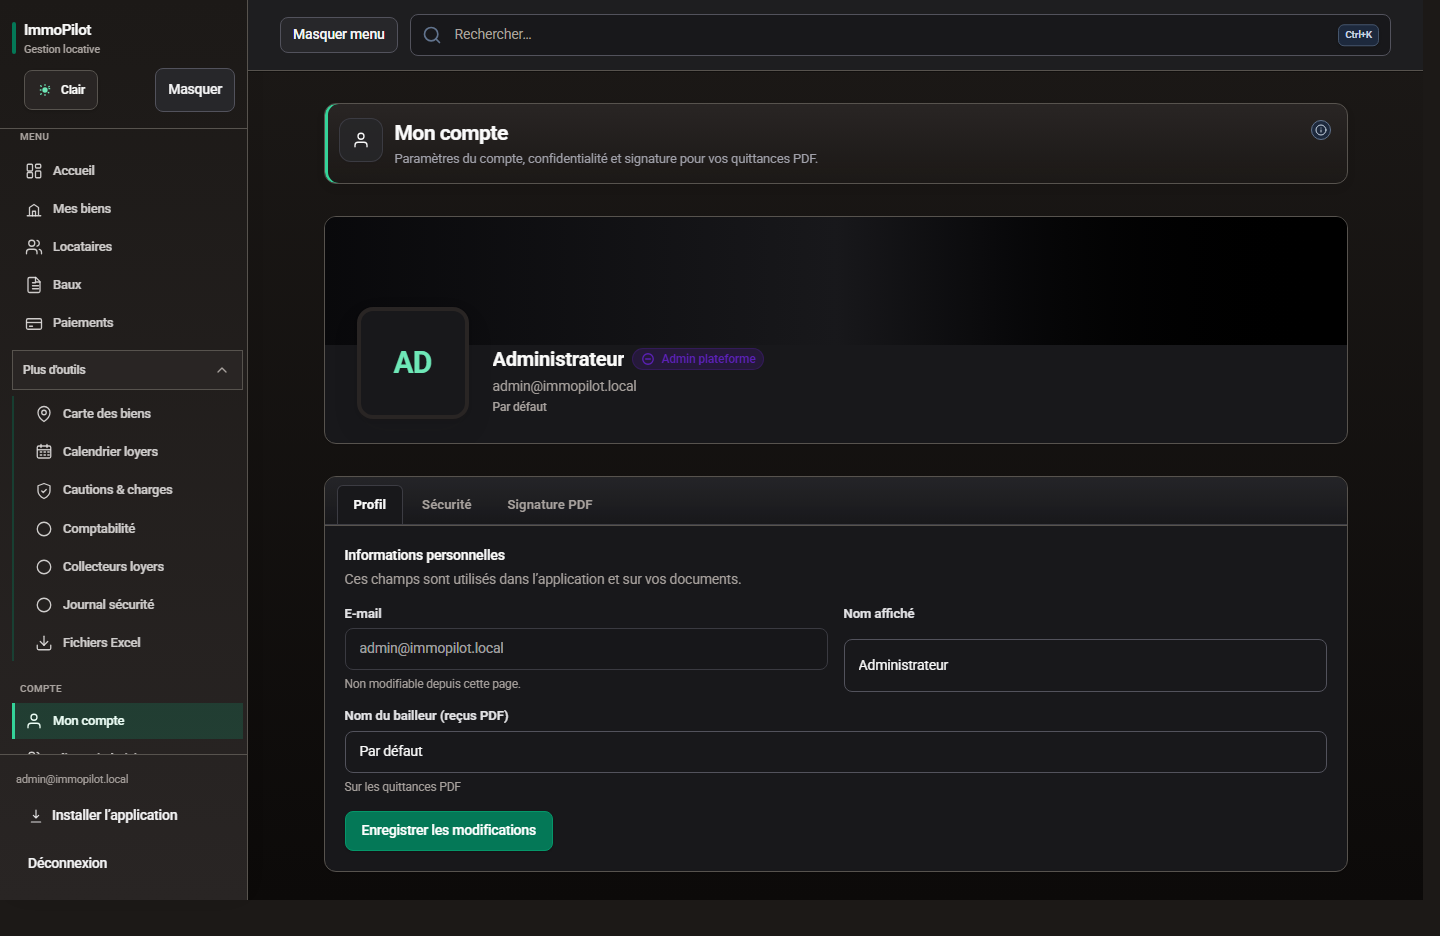 ImmoPilot
Gestion locative
Clair
Masquer
MENU
Accueil
Mes biens
Locataires
Baux
Paiements
Plus d'outils
Carte des biens
Calendrier loyers
Cautions & charges
Comptabilité
Collecteurs loyers
Journal sécurité
Fichiers Excel
COMPTE
Mon compte
admin@immopilot.local
Installer l'application
Déconnexion
Masquer menu
Rechercher...
Ctrl+K
Mon compte
Paramètres du compte, confidentialité et signature pour vos quittances PDF.
AD
Administrateur
Admin plateforme
admin@immopilot.local
Par défaut
Profil
Sécurité
Signature PDF
Informations personnelles
Ces champs sont utilisés dans l'application et sur vos documents.
E-mail
admin@immopilot.local
Non modifiable depuis cette page.
Nom affiché
Administrateur
Nom du bailleur (reçus PDF)
Par défaut
Sur les quittances PDF
Enregistrer les modifications